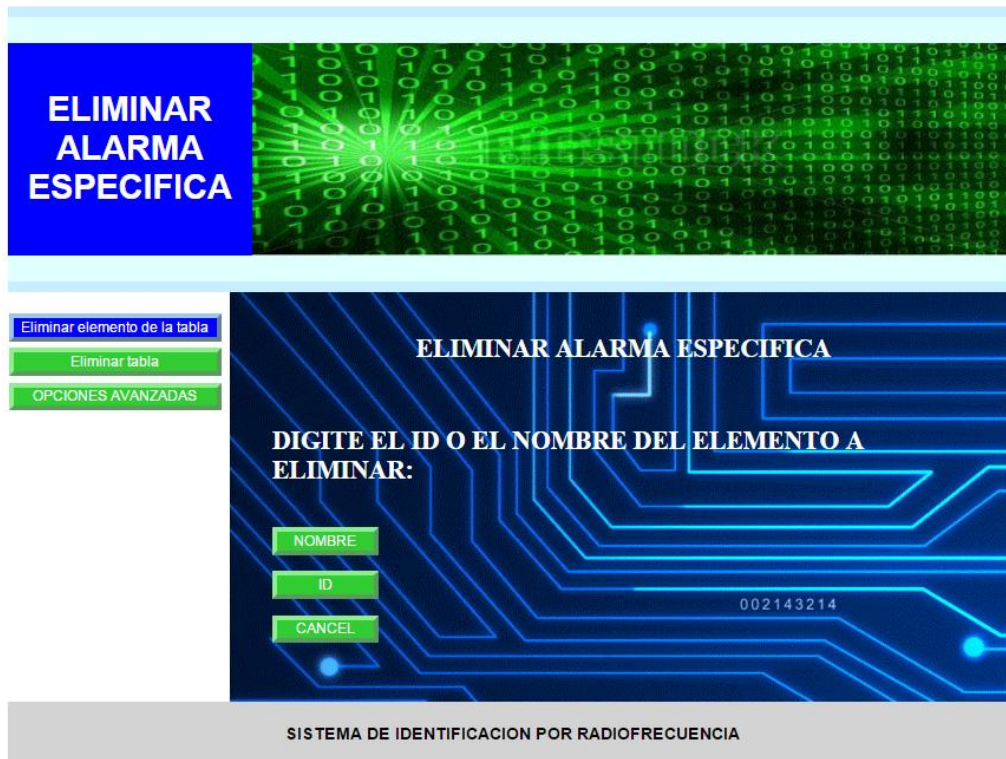 ELIMINAR
ALARMA
ESPECIFICA
Eliminar elemento de la tabla
Eliminar tabla
OPCIONES AVANZADAS
ELIMINAR ALARMA ESPECIFICA
DIGITE EL ID O EL NOMBRE DEL ELEMENTO A
ELIMINAR:
NOMBRE
ID
CANCEL
002143214
SISTEMA DE IDENTIFICACION POR RADIOFRECUENCIA